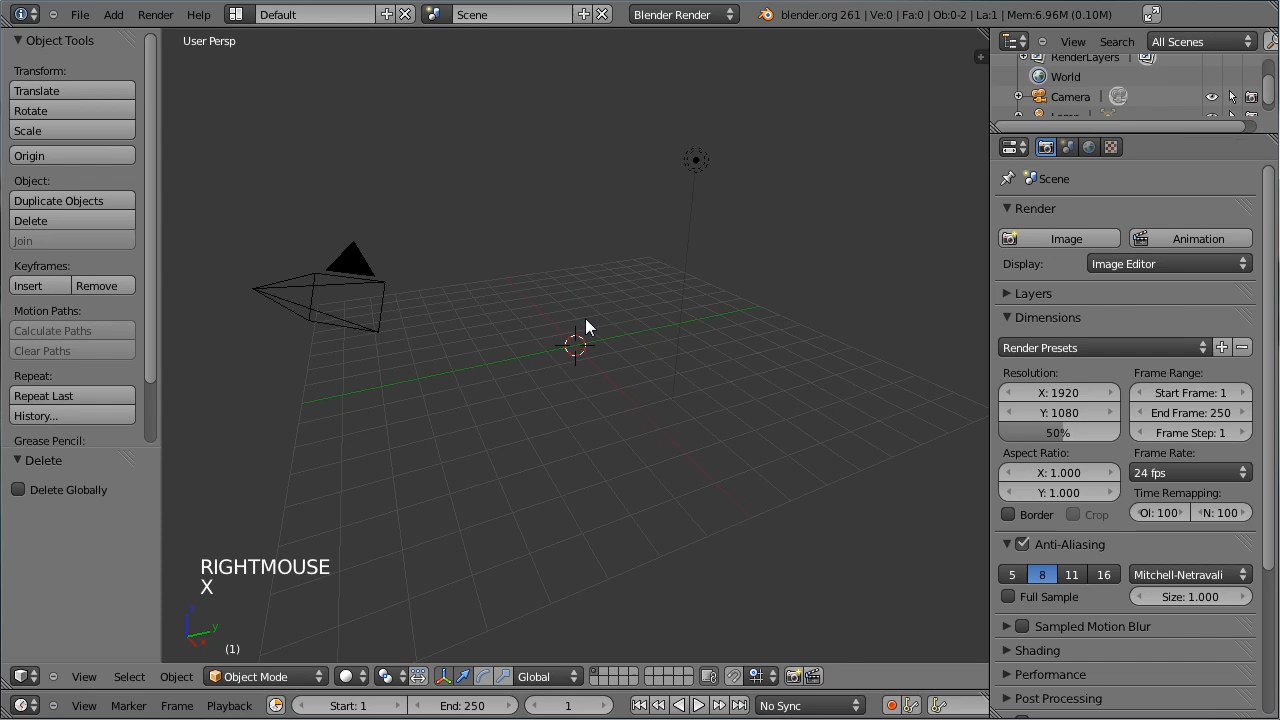 File Add Render Help Default Scene Blender Render blender.org 261 | Ve:0 | Fa:0 | Ob:0-2 | La:1 | Mem:6.96M (0.10M)
Object Tools
Transform:
Translate
Rotate
Scale
Origin
Object:
Duplicate Objects
Delete
Join
Keyframes:
Insert Remove
Motion Paths:
Calculate Paths
Clear Paths
Repeat:
Repeat Last
History...
Grease Pencil:
Delete
Delete Globally
User Persp
RIGHTMOUSE
X
z
y
x
(1)
View Select Object Object Mode Global
View Marker Frame Playback Start: 1 End: 250 1 No Sync
View Search All Scenes
RenderLayers |
World
Camera |
Scene
Render
Image Animation
Display: Image Editor
Layers
Dimensions
Render Presets
Resolution: Frame Range:
X: 1920 Start Frame: 1
Y: 1080 End Frame: 250
50% Frame Step: 1
Aspect Ratio: Frame Rate:
X: 1.000 24 fps
Y: 1.000 Time Remapping:
Border Crop Ol: 100 N: 100
Anti-Aliasing
5 8 11 16 Mitchell-Netravali
Full Sample Size: 1.000
Sampled Motion Blur
Shading
Performance
Post Processing